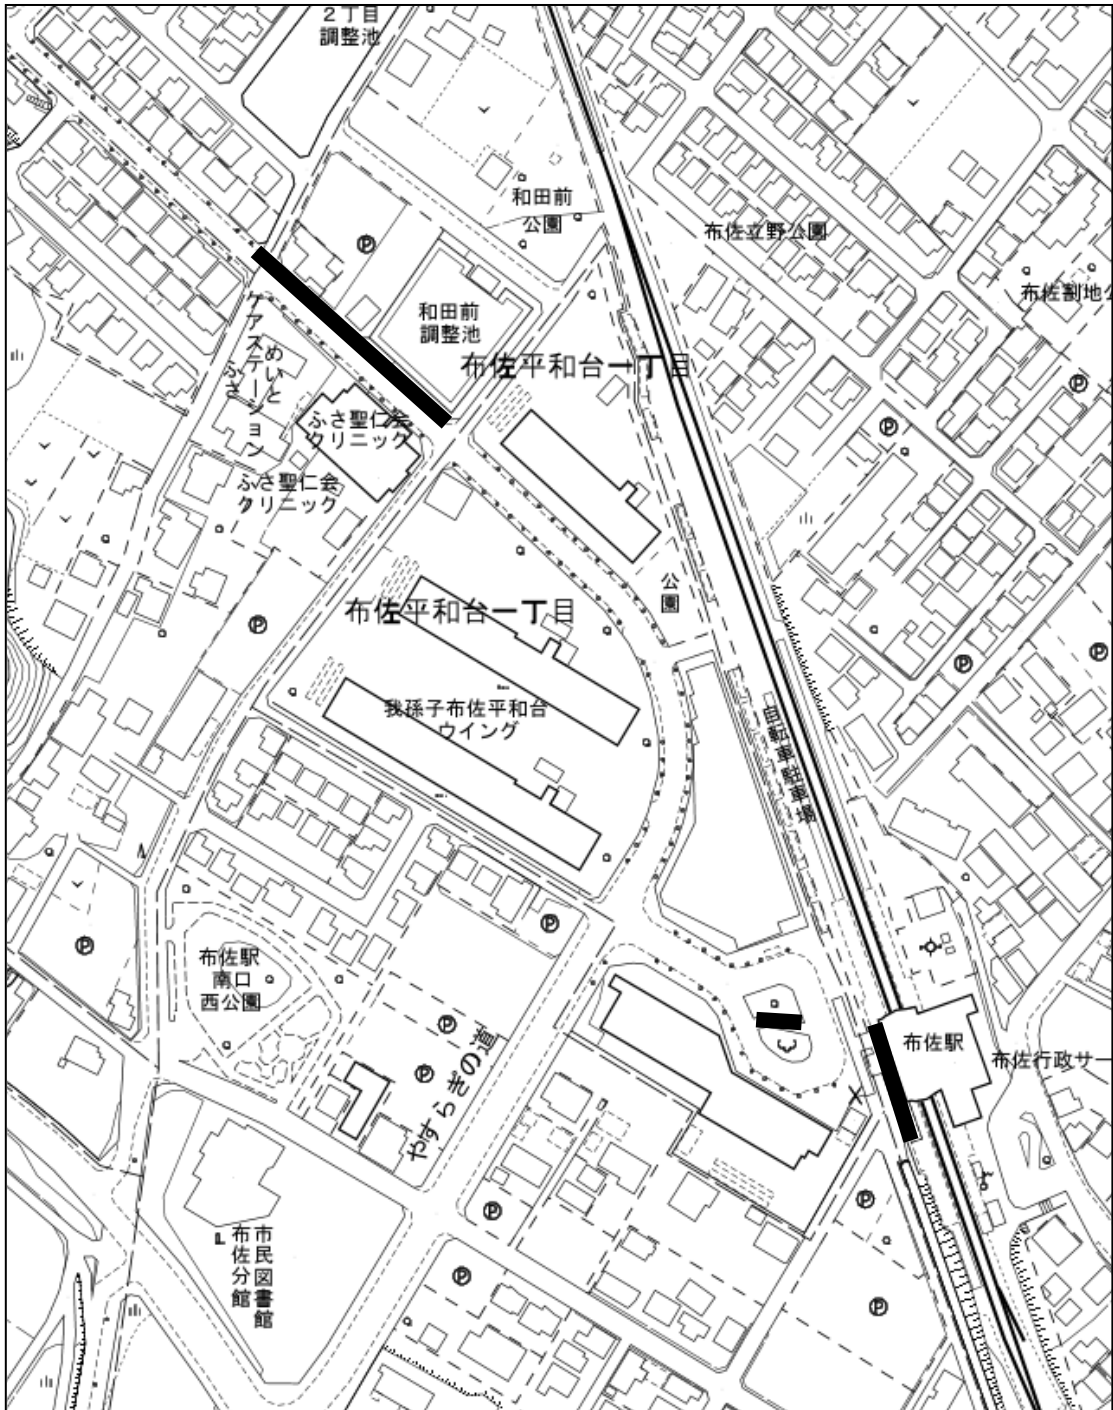 ２丁目
調整池
和田前
公園
布佐立野公園
布佐割地公
和田前
調整池
布佐平和台一丁目
ケアステーション
めいと
ふさ
ふさ聖仁会
クリニック
ふさ聖仁会
クリニック
公園
布佐平和台一丁目
我孫子布佐平和台
ウイング
自転車駐車場
布佐駅
南口
西公園
やすらぎの道
布佐駅
布佐行政サー
市民図書館
布佐分館
Ⓟ
Ⓟ
Ⓟ
Ⓟ
Ⓟ
Ⓟ
Ⓟ
Ⓟ
Ⓟ
Ⓟ
Ⓟ
Ⓟ
Ⓟ
Ⓟ